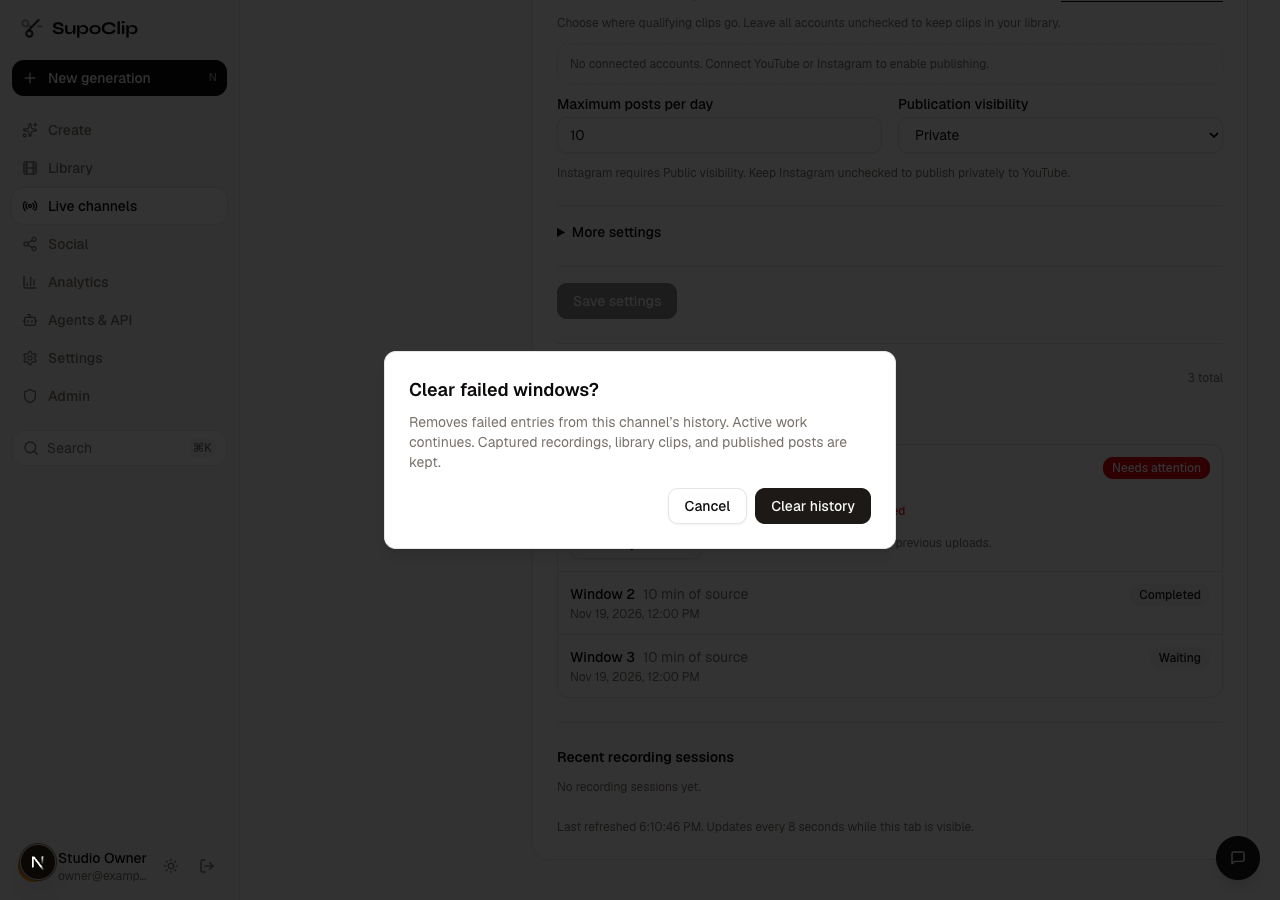 SupoClip
New generation N
Create
Library
Live channels
Social
Analytics
Agents & API
Settings
Admin
Search ⌘K
Studio Owner
owner@examp...
Choose where qualifying clips go. Leave all accounts unchecked to keep clips in your library.
No connected accounts. Connect YouTube or Instagram to enable publishing.
Maximum posts per day Publication visibility
10 Private
Instagram requires Public visibility. Keep Instagram unchecked to publish privately to YouTube.
More settings
Save settings
3 total
Clear failed windows?
Removes failed entries from this channel’s history. Active work
continues. Captured recordings, library clips, and published posts are
kept.
Cancel Clear history
Needs attention
previous uploads.
Window 2 10 min of source Completed
Nov 19, 2026, 12:00 PM
Window 3 10 min of source Waiting
Nov 19, 2026, 12:00 PM
Recent recording sessions
No recording sessions yet.
Last refreshed 6:10:46 PM. Updates every 8 seconds while this tab is visible.